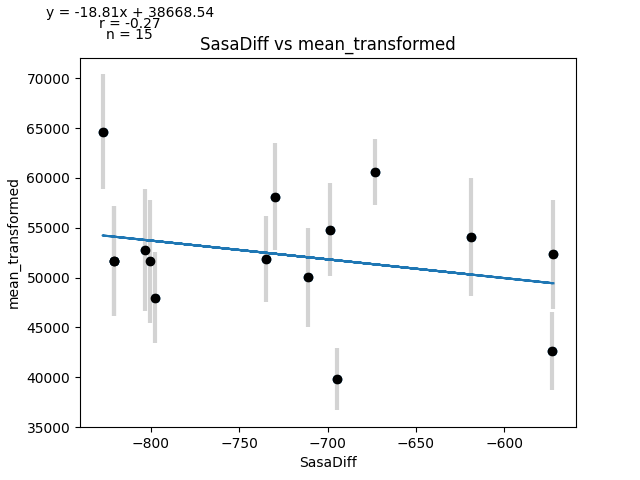 y = -18.81x + 38668.54
r = -0.27
n = 15
SasaDiff vs mean_transformed
70000
65000
60000
55000
50000
45000
40000
35000
mean_transformed
−800
−750
−700
−650
−600
SasaDiff